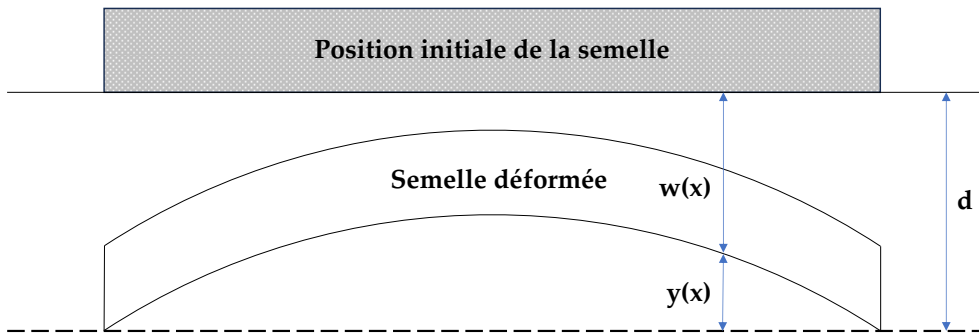 Position initiale de la semelle
Semelle déformée
w(x)
d
y(x)